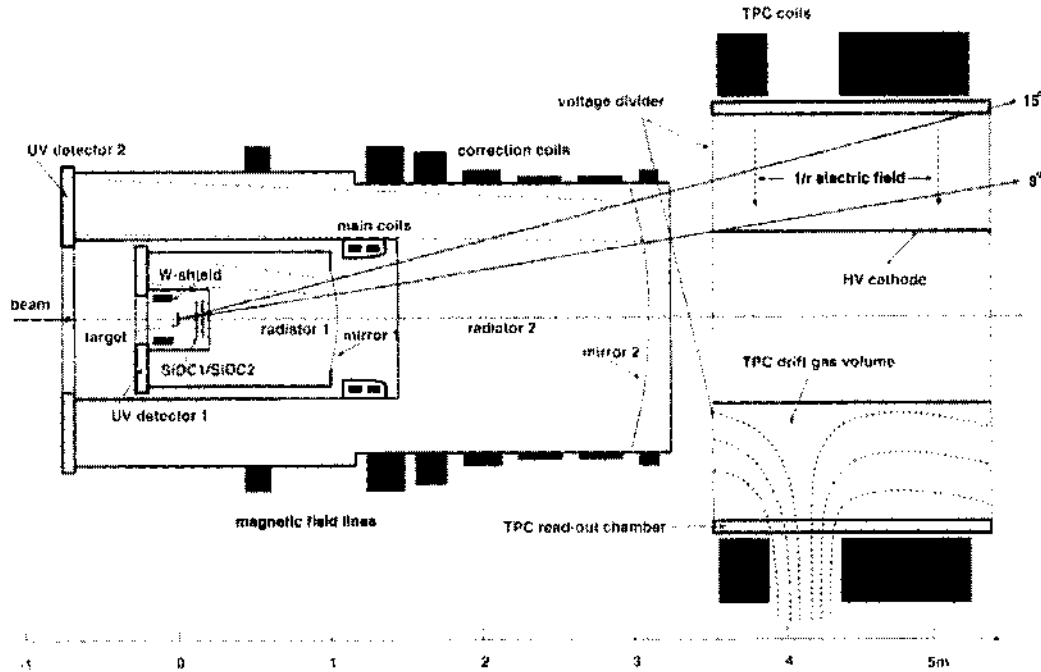 TPC coils
voltage divider
15°
UV detector 2
correction coils
1/r electric field
8°
main coils
W-shield
HV cathode
beam
target
radiator 1
mirror 1
radiator 2
mirror 2
SiDC1/SiDC2
TPC drift gas volume
UV detector 1
magnetic field lines
TPC read-out chamber
-1 0 1 2 3 4 5m